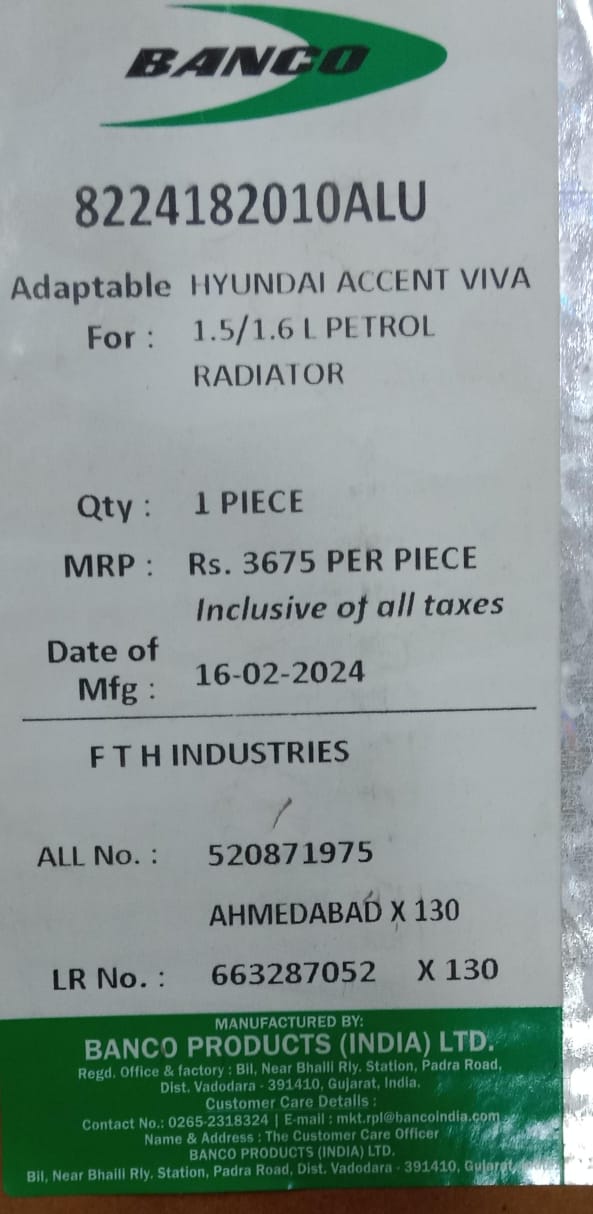 BANCO
8224182010ALU
Adaptable HYUNDAI ACCENT VIVA
For : 1.5/1.6 L PETROL
RADIATOR
Qty : 1 PIECE
MRP : Rs. 3675 PER PIECE
Inclusive of all taxes
Date of
Mfg : 16-02-2024
F T H INDUSTRIES
ALL No. : 520871975
AHMEDABAD X 130
LR No. : 663287052 X 130
MANUFACTURED BY:
BANCO PRODUCTS (INDIA) LTD.
Regd. Office & factory : Bil, Near Bhaili Rly. Station, Padra Road,
Dist. Vadodara - 391410, Gujarat, India.
Customer Care Details :
Contact No.: 0265-2318324 | E-mail : mkt.rpl@bancoindia.com
Name & Address : The Customer Care Officer
BANCO PRODUCTS (INDIA) LTD.
Bil, Near Bhaili Rly. Station, Padra Road, Dist. Vadodara - 391410, Gujarat,